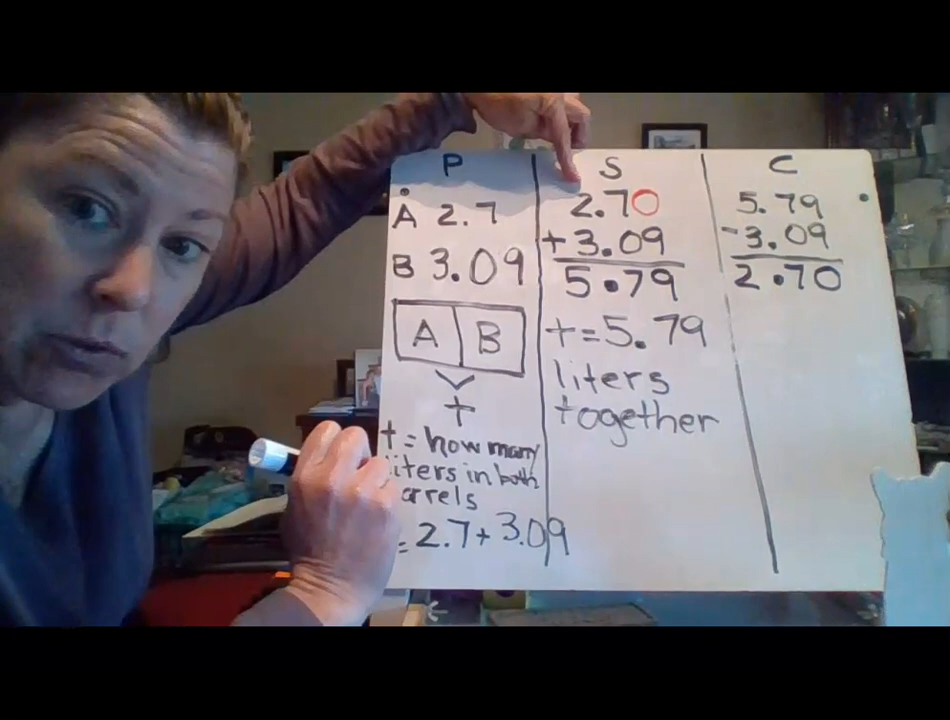 P
A 2.7
B 3.09
A B
t
t = how many
liters in both
arrels
= 2.7 + 3.09
S
2.70
+ 3.09
5.79
t = 5.79
liters
together
C
5.79
- 3.09
2.70